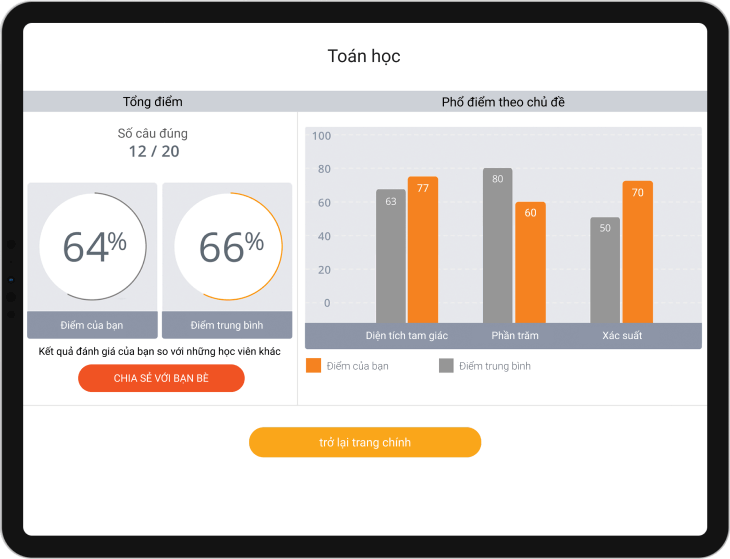 Toán học
Tổng điểm
Phổ điểm theo chủ đề
Số câu đúng
12 / 20
64%
66%
Điểm của bạn
Điểm trung bình
Kết quả đánh giá của bạn so với những học viên khác
CHIA SẺ VỚI BẠN BÈ
100
80
60
40
20
0
63
77
80
60
50
70
Diện tích tam giác
Phần trăm
Xác suất
Điểm của bạn
Điểm trung bình
trở lại trang chính